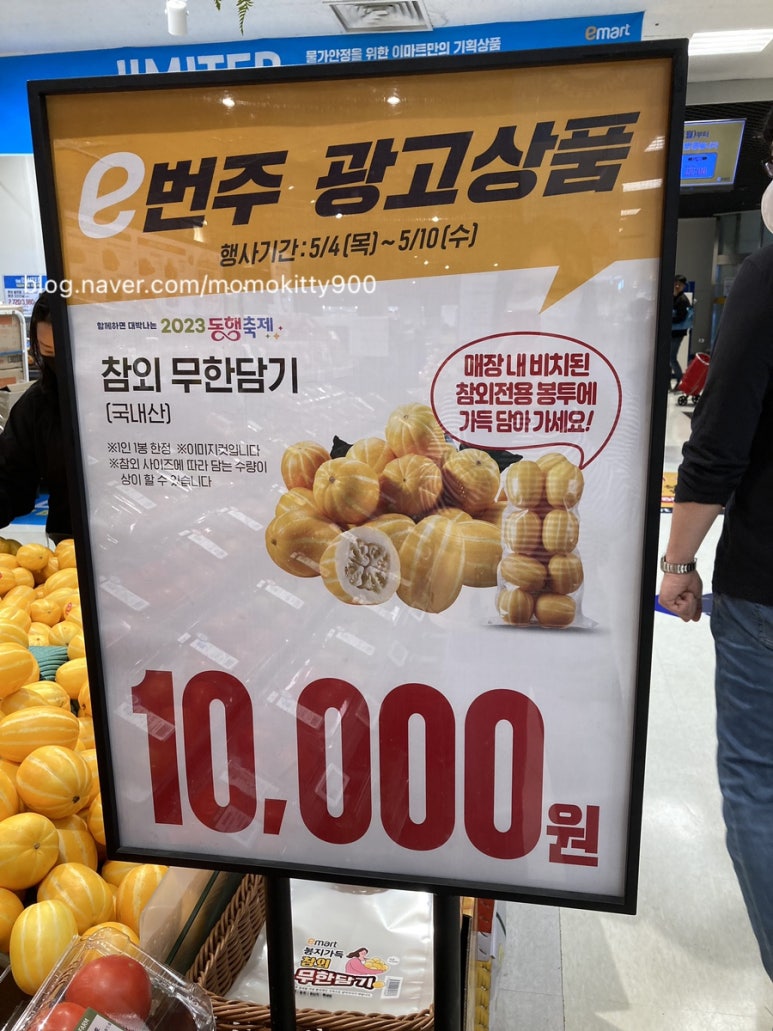 emart
물가안정을 위한 이마트만의 기획상품
e번주 광고상품
행사기간 : 5/4 (목) ~ 5/10 (수)
blog.naver.com/momokitty900
함께하면 대박나는 2023 동행축제
참외 무한담기
(국내산)
※1인 1봉 한정 ※이미지컷입니다
※참외 사이즈에 따라 담는 수량이
상이 할 수 있습니다
매장 내 비치된
참외전용 봉투에
가득 담아 가세요!
10,000원
emart
봉지가득
참외
무한담기